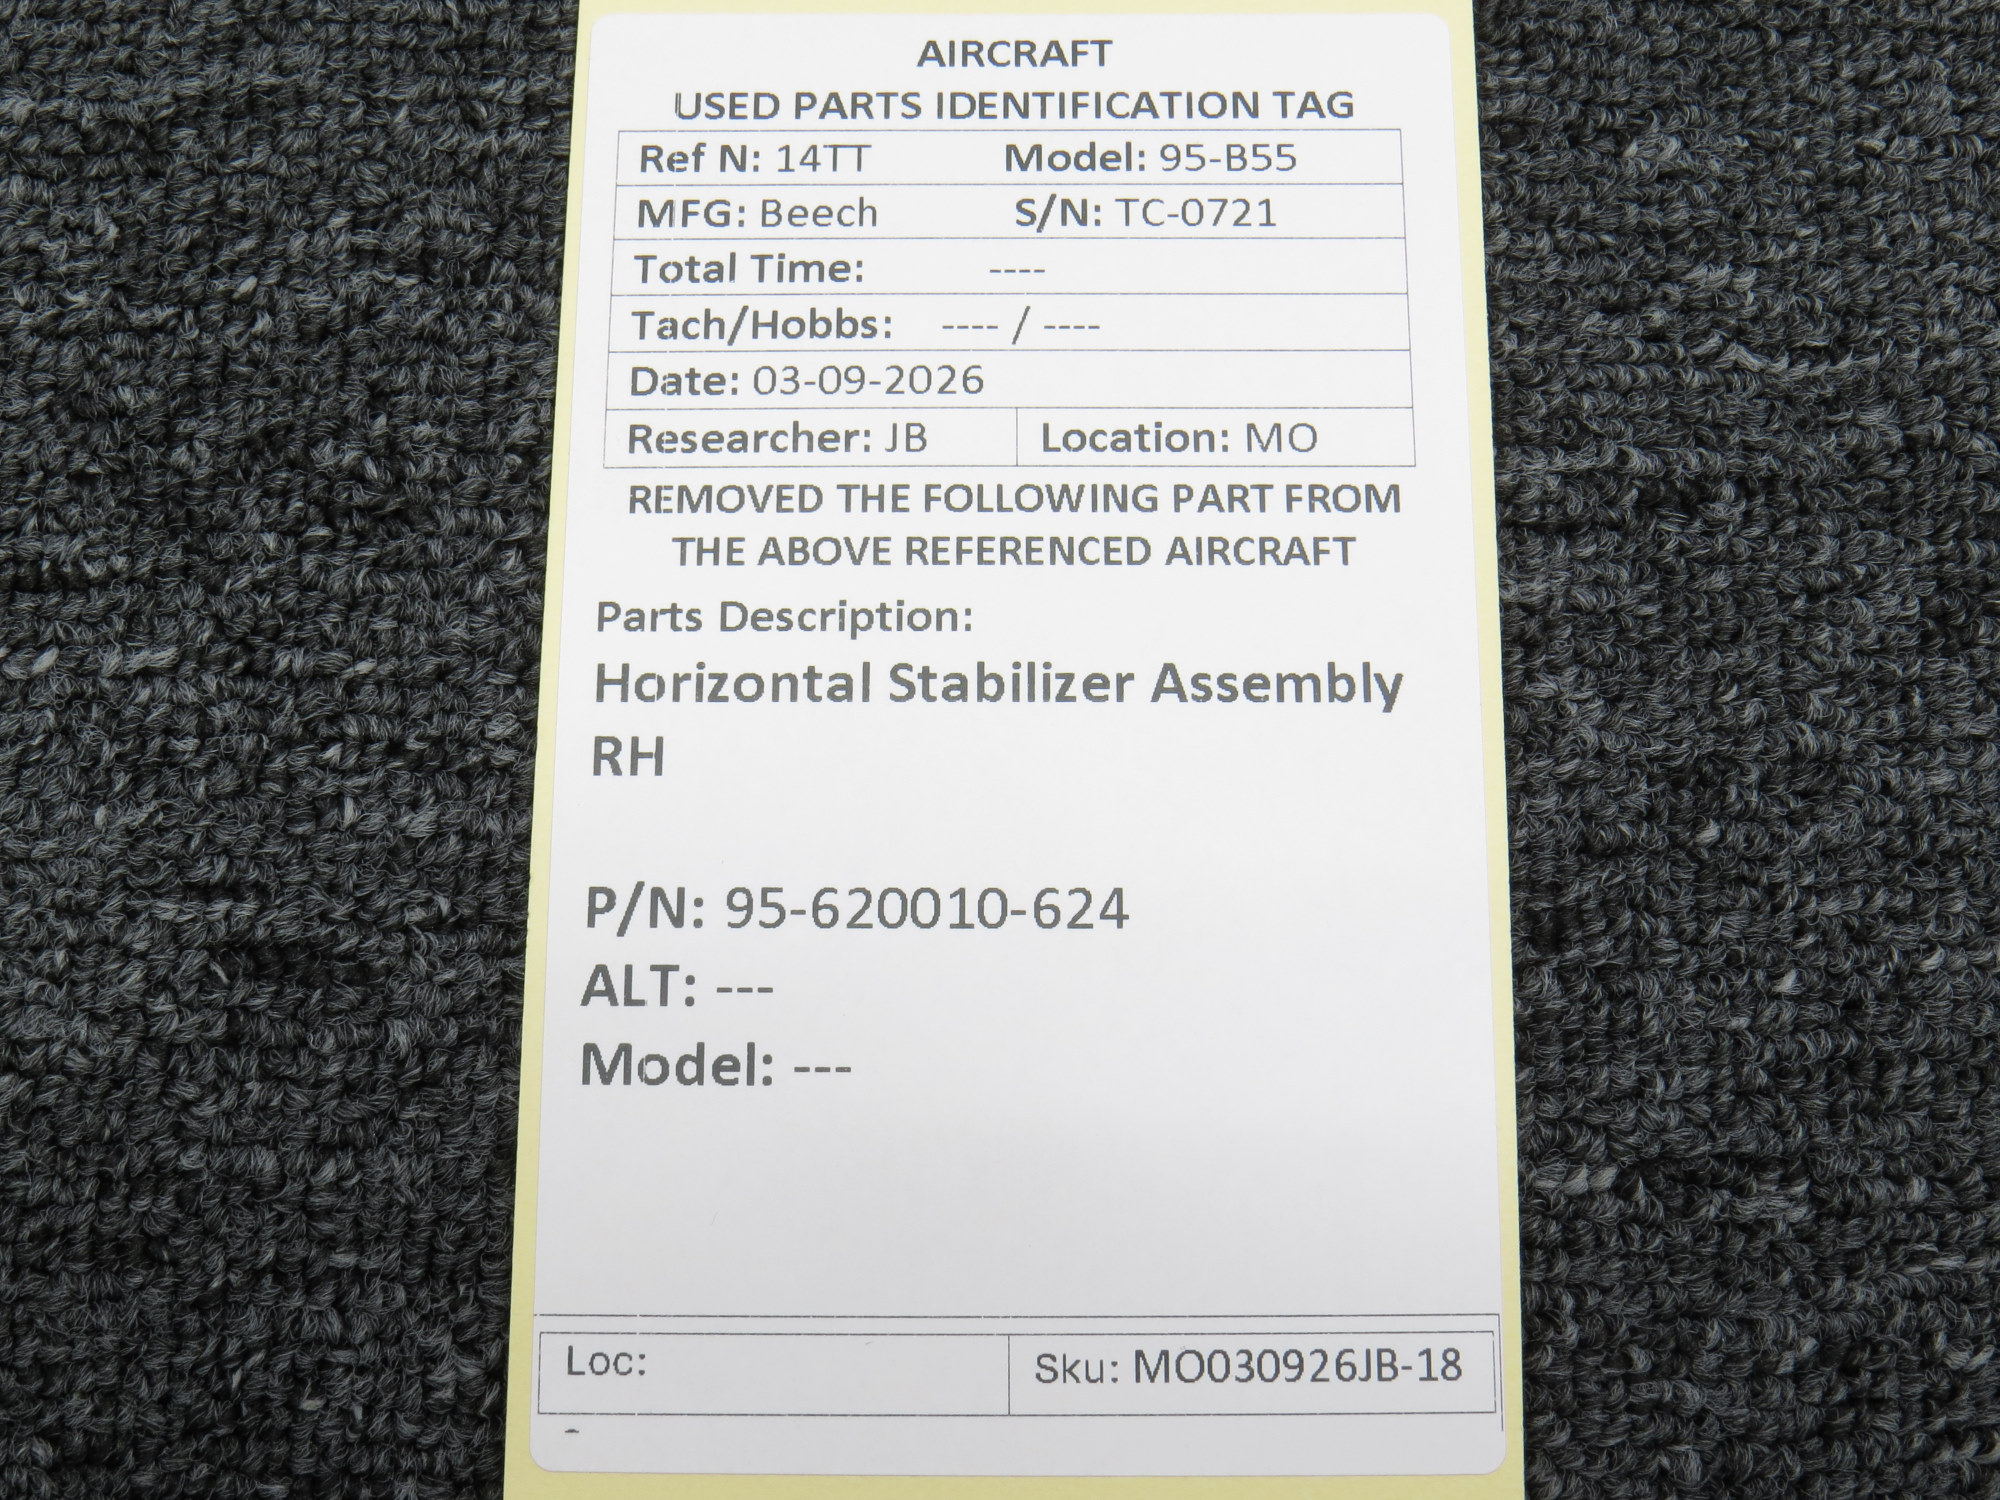 AIRCRAFT
USED PARTS IDENTIFICATION TAG
Ref N: 14TT Model: 95-B55
MFG: Beech S/N: TC-0721
Total Time: ----
Tach/Hobbs: ---- / ----
Date: 03-09-2026
Researcher: JB Location: MO
REMOVED THE FOLLOWING PART FROM
THE ABOVE REFERENCED AIRCRAFT
Parts Description:
Horizontal Stabilizer Assembly
RH
P/N: 95-620010-624
ALT: ---
Model: ---
Loc: Sku: MO030926JB-18